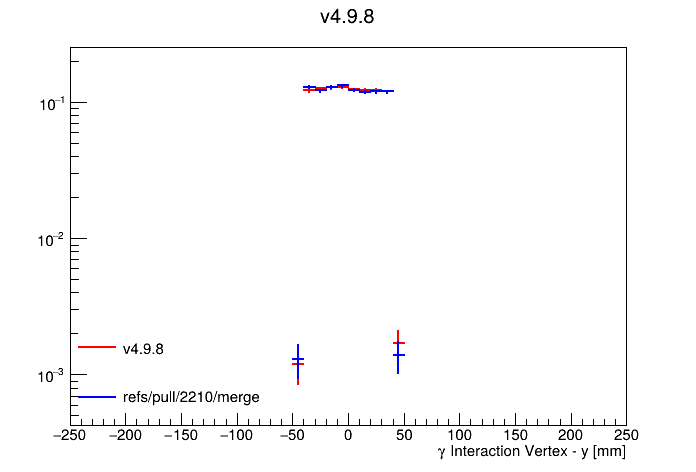 v4.9.8
10⁻¹
10⁻²
10⁻³
v4.9.8
refs/pull/2210/merge
−250 −200 −150 −100 −50 0 50 100 150 200 250
γ Interaction Vertex - y [mm]